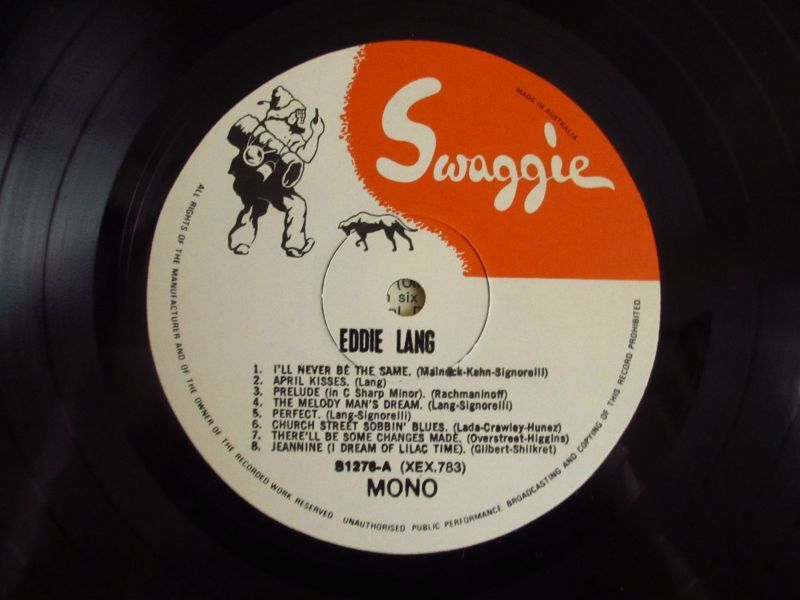 Swaggie
MADE IN AUSTRALIA
six
EDDIE LANG
1. I'LL NEVER BE THE SAME. (Malneck-Kahn-Signorelli)
2. APRIL KISSES. (Lang)
3. PRELUDE (in C Sharp Minor). (Rachmaninoff)
4. THE MELODY MAN'S DREAM. (Lang-Signorelli)
5. PERFECT. (Lang-Signorelli)
6. CHURCH STREET SOBBIN' BLUES. (Lada-Crawley-Hunez)
7. THERE'LL BE SOME CHANGES MADE. (Overstreet-Higgins)
8. JEANNINE (I DREAM OF LILAC TIME). (Gilbert-Shilkret)
S1276-A (XEX.783)
MONO
ALL RIGHTS OF THE MANUFACTURER AND OF THE OWNER OF THE RECORDED WORK RESERVED UNAUTHORISED PUBLIC PERFORMANCE BROADCASTING AND COPYING OF THIS RECORD PROHIBITED.